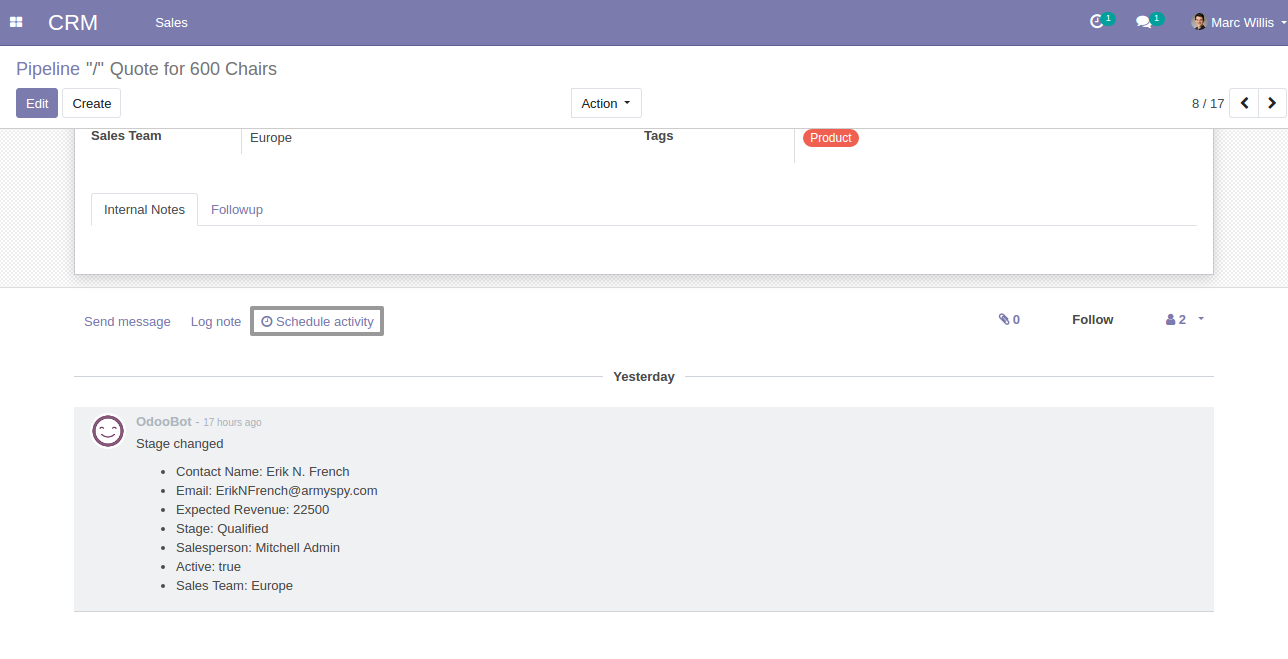 CRM Sales 1 1 Marc Willis
Pipeline "/" Quote for 600 Chairs
Edit Create Action 8 / 17
Sales Team Europe Tags Product
Internal Notes Followup
Send message Log note Schedule activity 0 Follow 2
Yesterday
OdooBot - 17 hours ago
Stage changed
• Contact Name: Erik N. French
• Email: ErikNFrench@armyspy.com
• Expected Revenue: 22500
• Stage: Qualified
• Salesperson: Mitchell Admin
• Active: true
• Sales Team: Europe